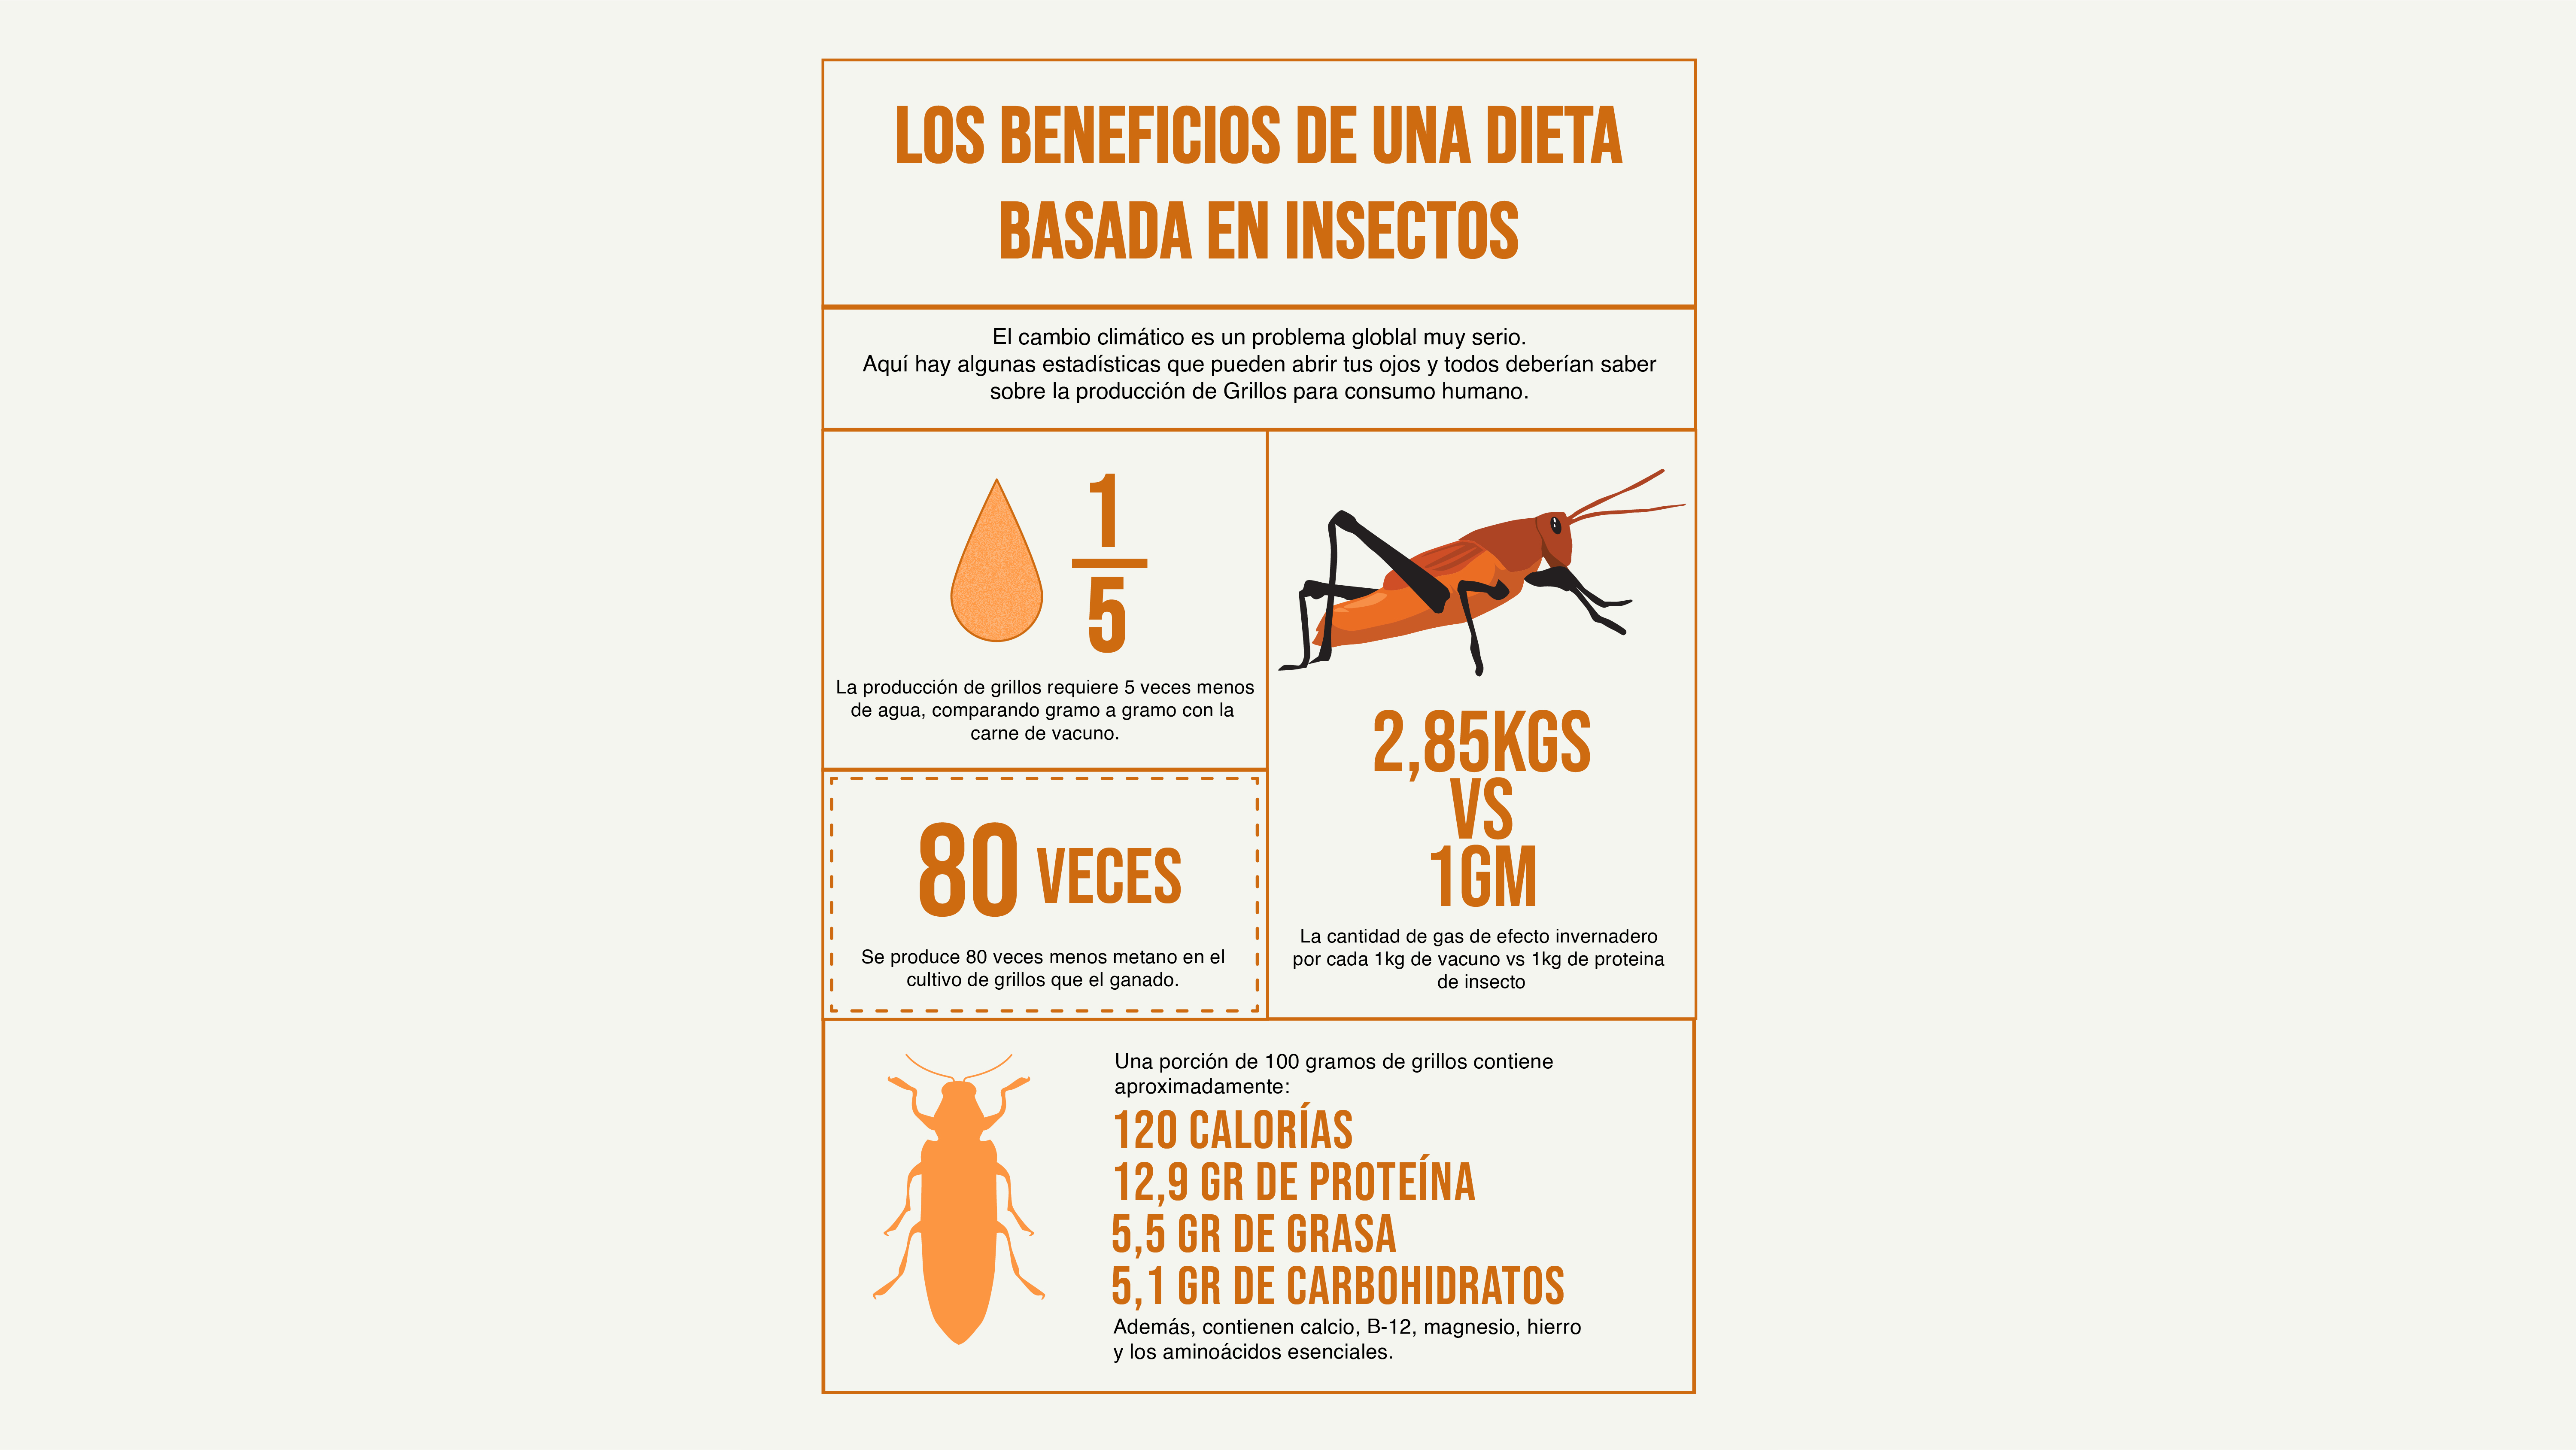 LOS BENEFICIOS DE UNA DIETA
BASADA EN INSECTOS
El cambio climático es un problema globlal muy serio.
Aquí hay algunas estadísticas que pueden abrir tus ojos y todos deberían saber
sobre la producción de Grillos para consumo humano.
1
5
La producción de grillos requiere 5 veces menos
de agua, comparando gramo a gramo con la
carne de vacuno.
80 VECES
Se produce 80 veces menos metano en el
cultivo de grillos que el ganado.
2,85KGS
VS
1GM
La cantidad de gas de efecto invernadero
por cada 1kg de vacuno vs 1kg de proteina
de insecto
Una porción de 100 gramos de grillos contiene
aproximadamente:
120 CALORÍAS
12,9 GR DE PROTEÍNA
5,5 GR DE GRASA
5,1 GR DE CARBOHIDRATOS
Además, contienen calcio, B-12, magnesio, hierro
y los aminoácidos esenciales.